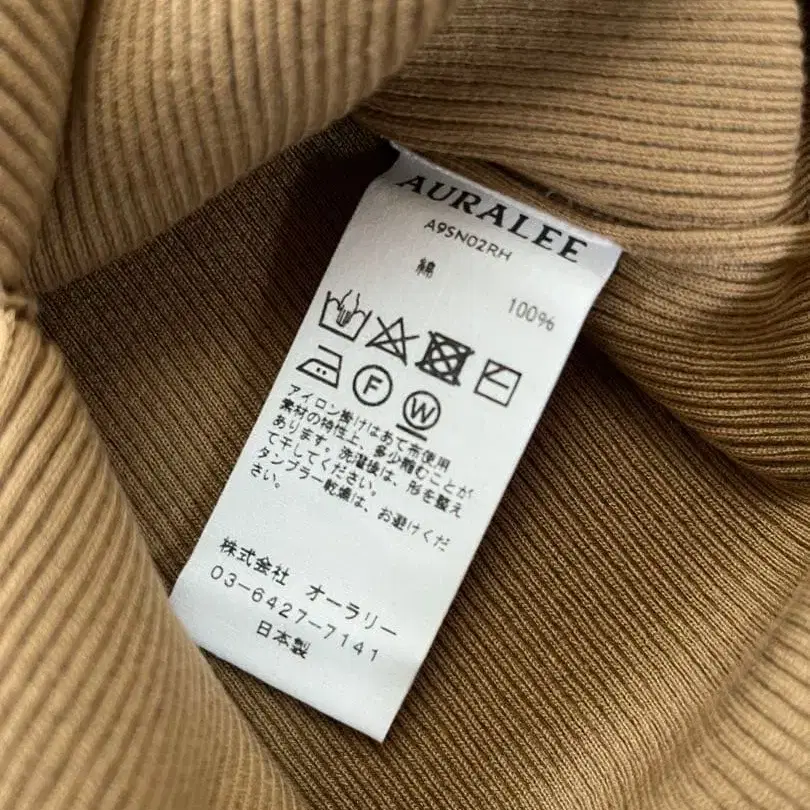 AURALEE
A9SN02RH
綿 100%
F
W
アイロン掛けはあて布使用
素材の特性上、多少縮むことが
あります。洗濯後は、形を整え
て干してください。
タンブラー乾燥は、お避けくだ
さい。
株式会社 オーラリー
03-6427-7141
日本製